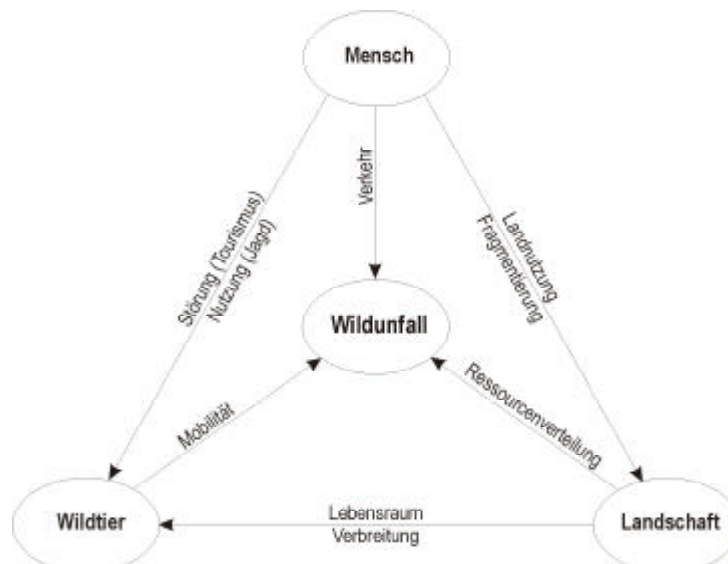 Mensch
Verkehr
Störung (Tourismus)
Nutzung (Jagd)
Landnutzung
Fragmentierung
Wildunfall
Mobilität
Ressourcenverteilung
Wildtier
Lebensraum
Verbreitung
Landschaft